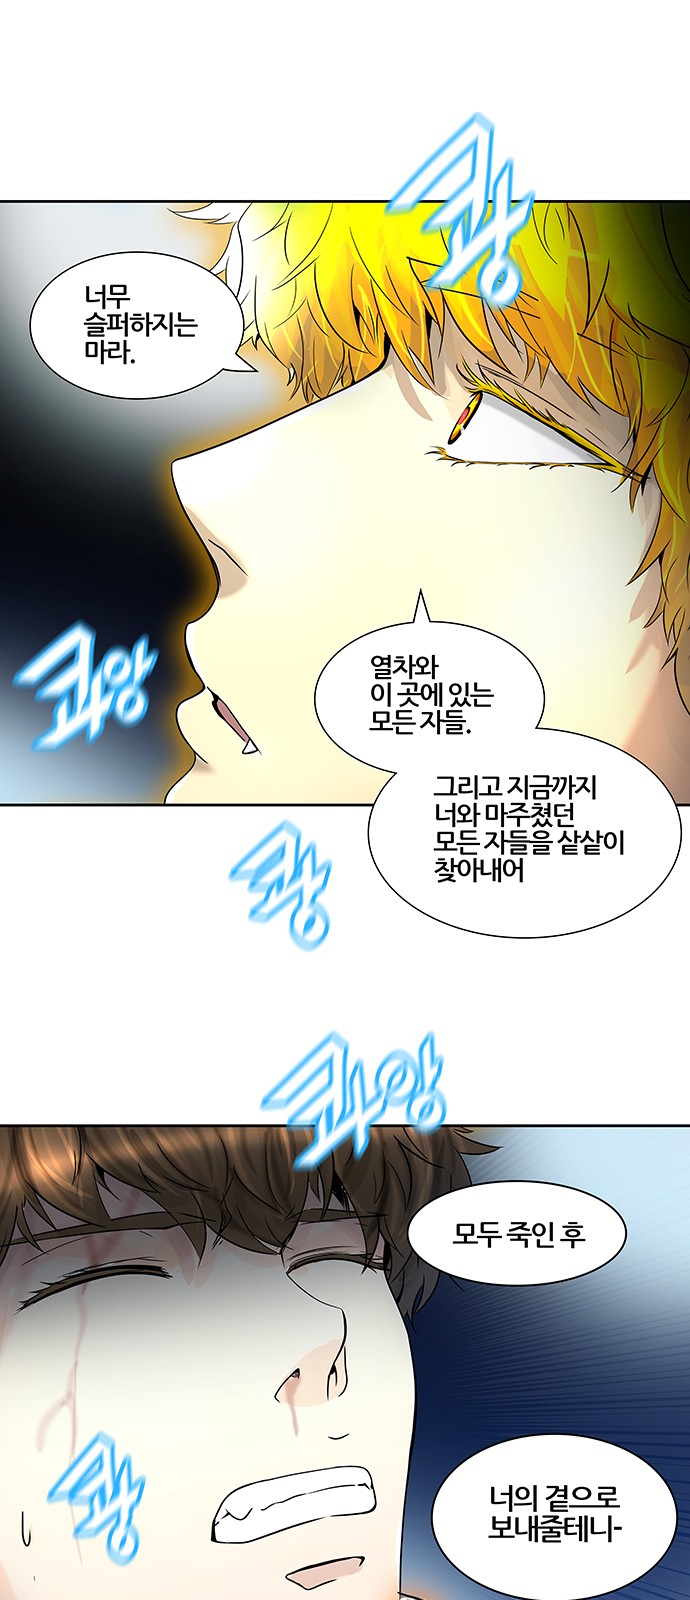 쾅
너무
슬퍼하지는
마라.
콰앙
열차와
이 곳에 있는
모든 자들.
그리고 지금까지
너와 마주쳤던
모든 자들을 샅샅이
찾아내어
쾅
콰앙
모두 죽인 후
쾅
너의 곁으로
보내줄테니-